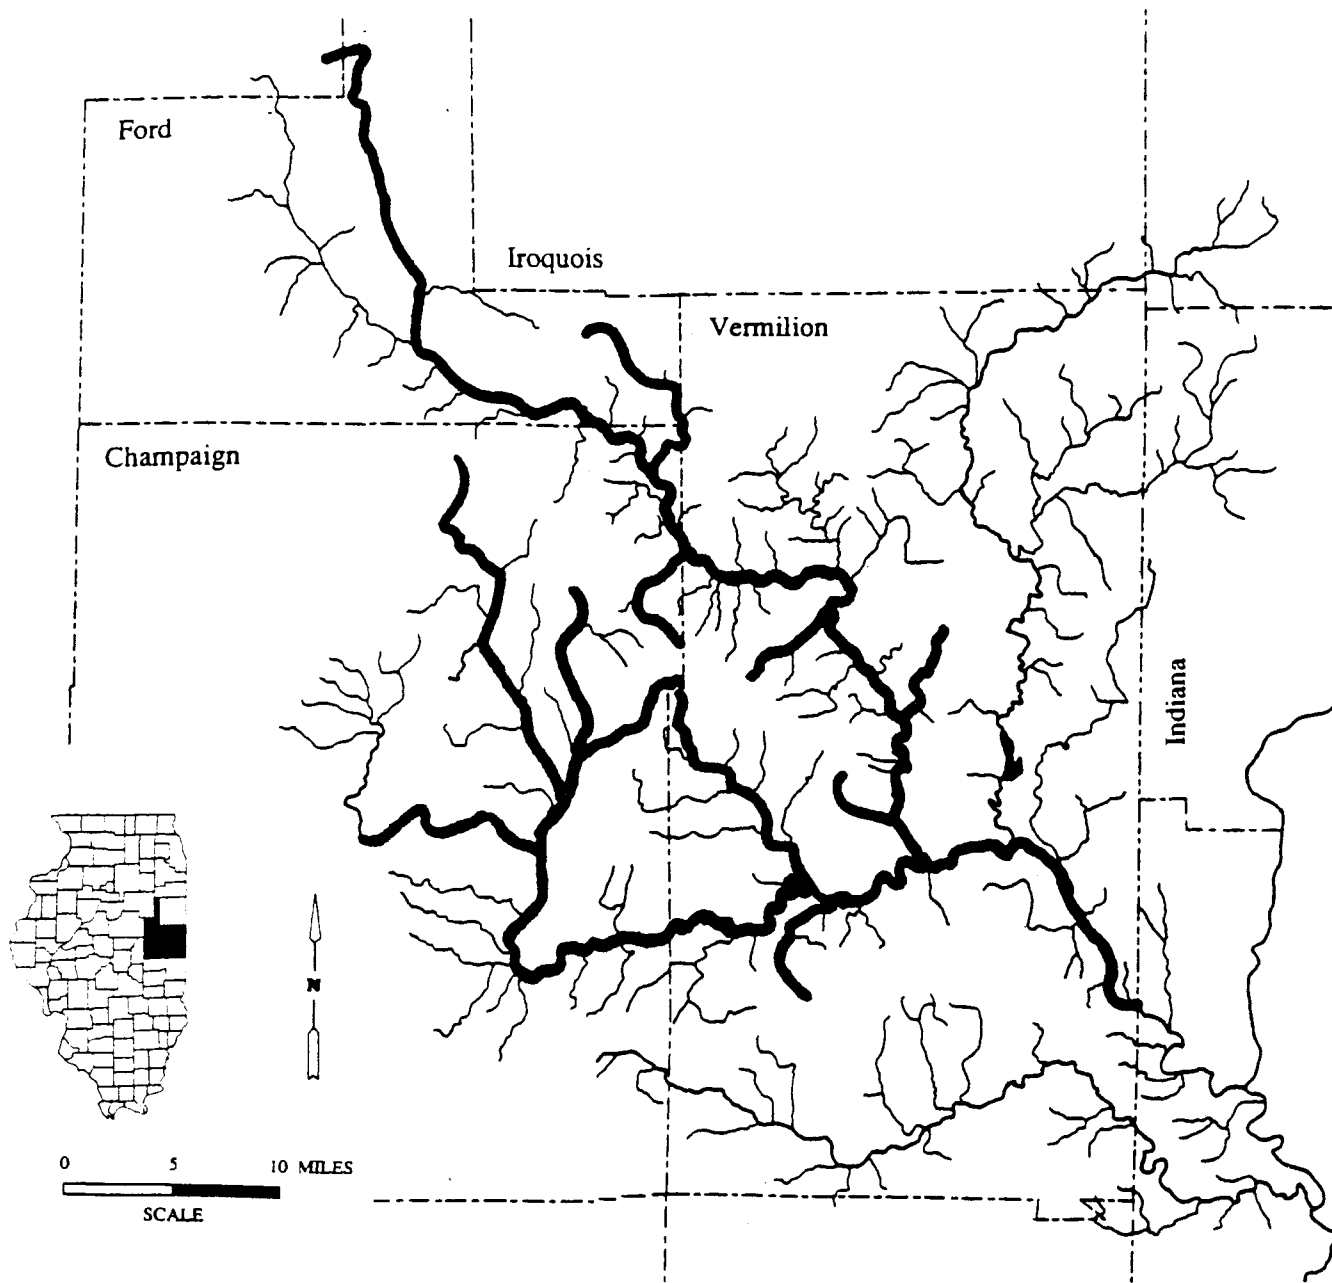 Ford
Iroquois
Vermilion
Champaign
Indiana
N
0 5 10 MILES
SCALE